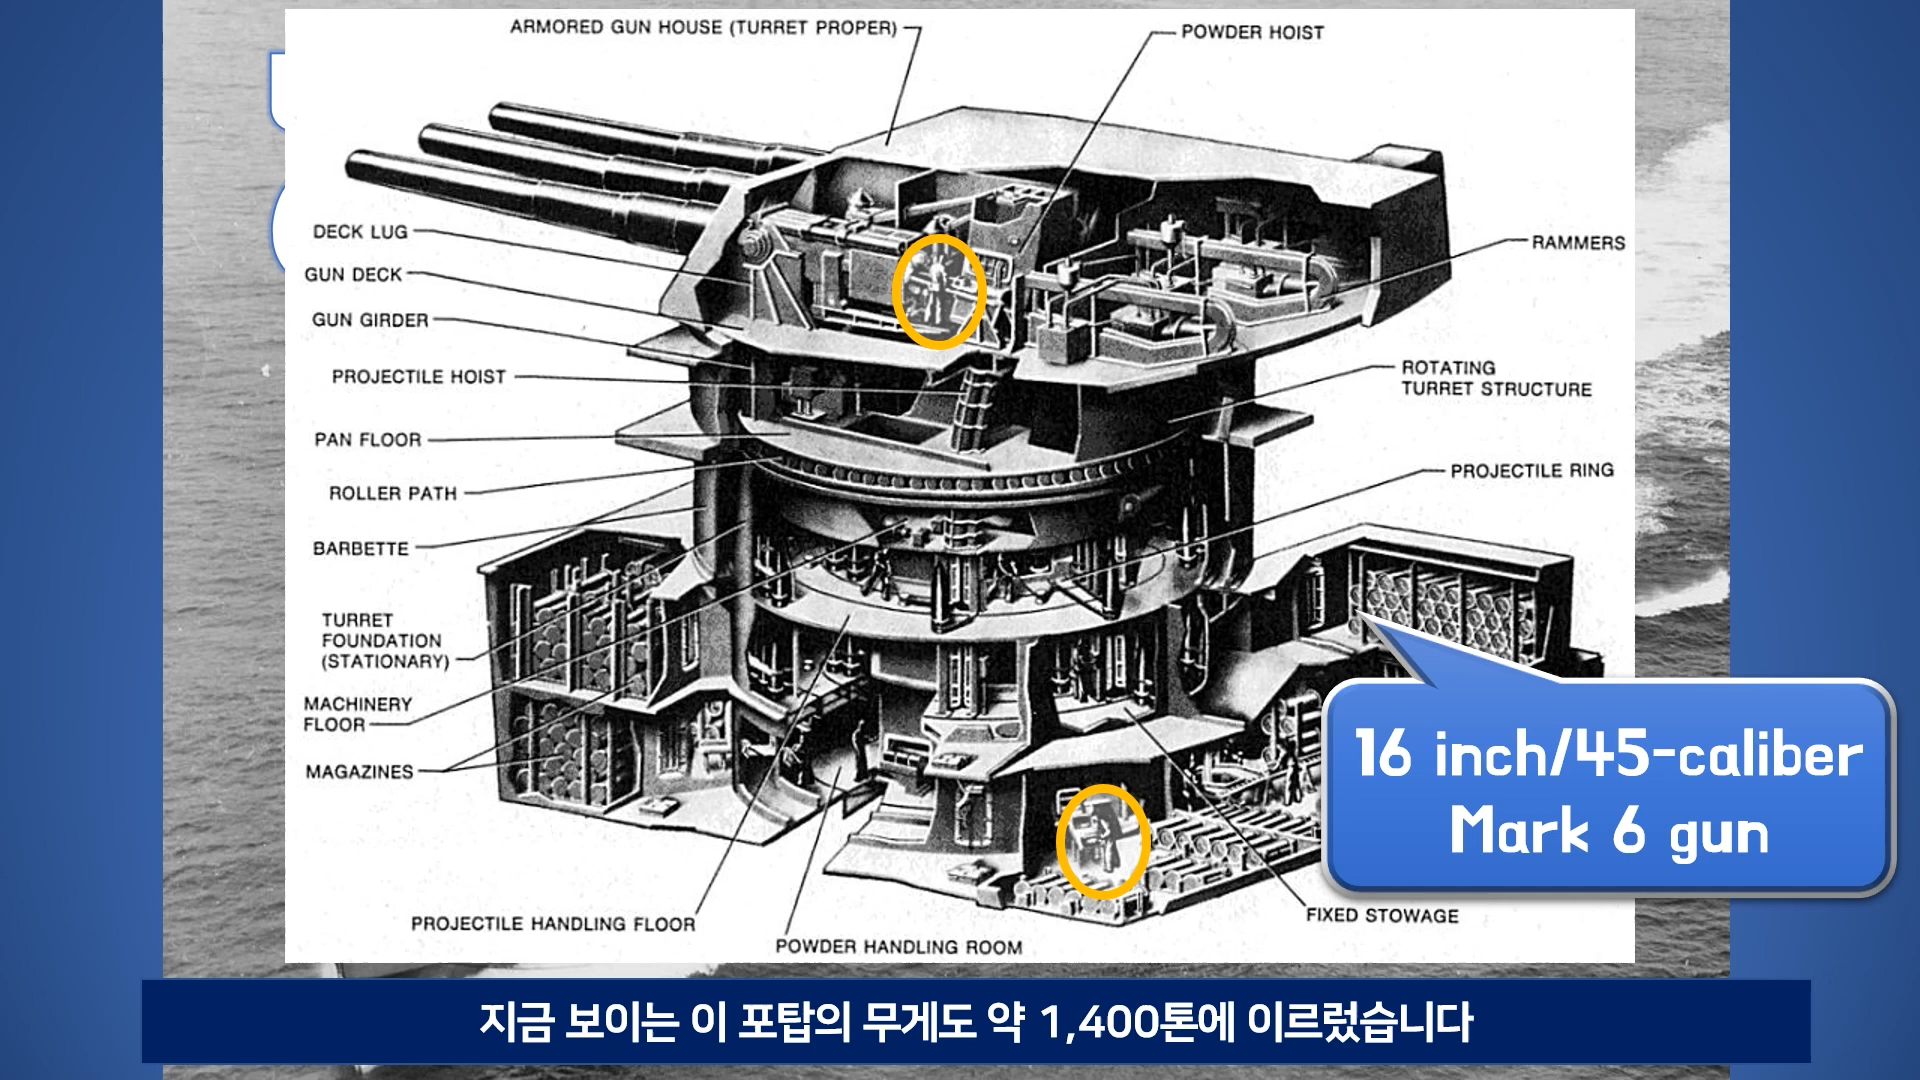 ARMORED GUN HOUSE (TURRET PROPER)
POWDER HOIST
DECK LUG
RAMMERS
GUN DECK
GUN GIRDER
PROJECTILE HOIST
ROTATING
TURRET STRUCTURE
PAN FLOOR
PROJECTILE RING
ROLLER PATH
BARBETTE
TURRET
FOUNDATION
(STATIONARY)
MACHINERY
FLOOR
MAGAZINES
16 inch/45-caliber
Mark 6 gun
PROJECTILE HANDLING FLOOR
FIXED STOWAGE
POWDER HANDLING ROOM
지금 보이는 이 포탑의 무게도 약 1,400톤에 이르렀습니다